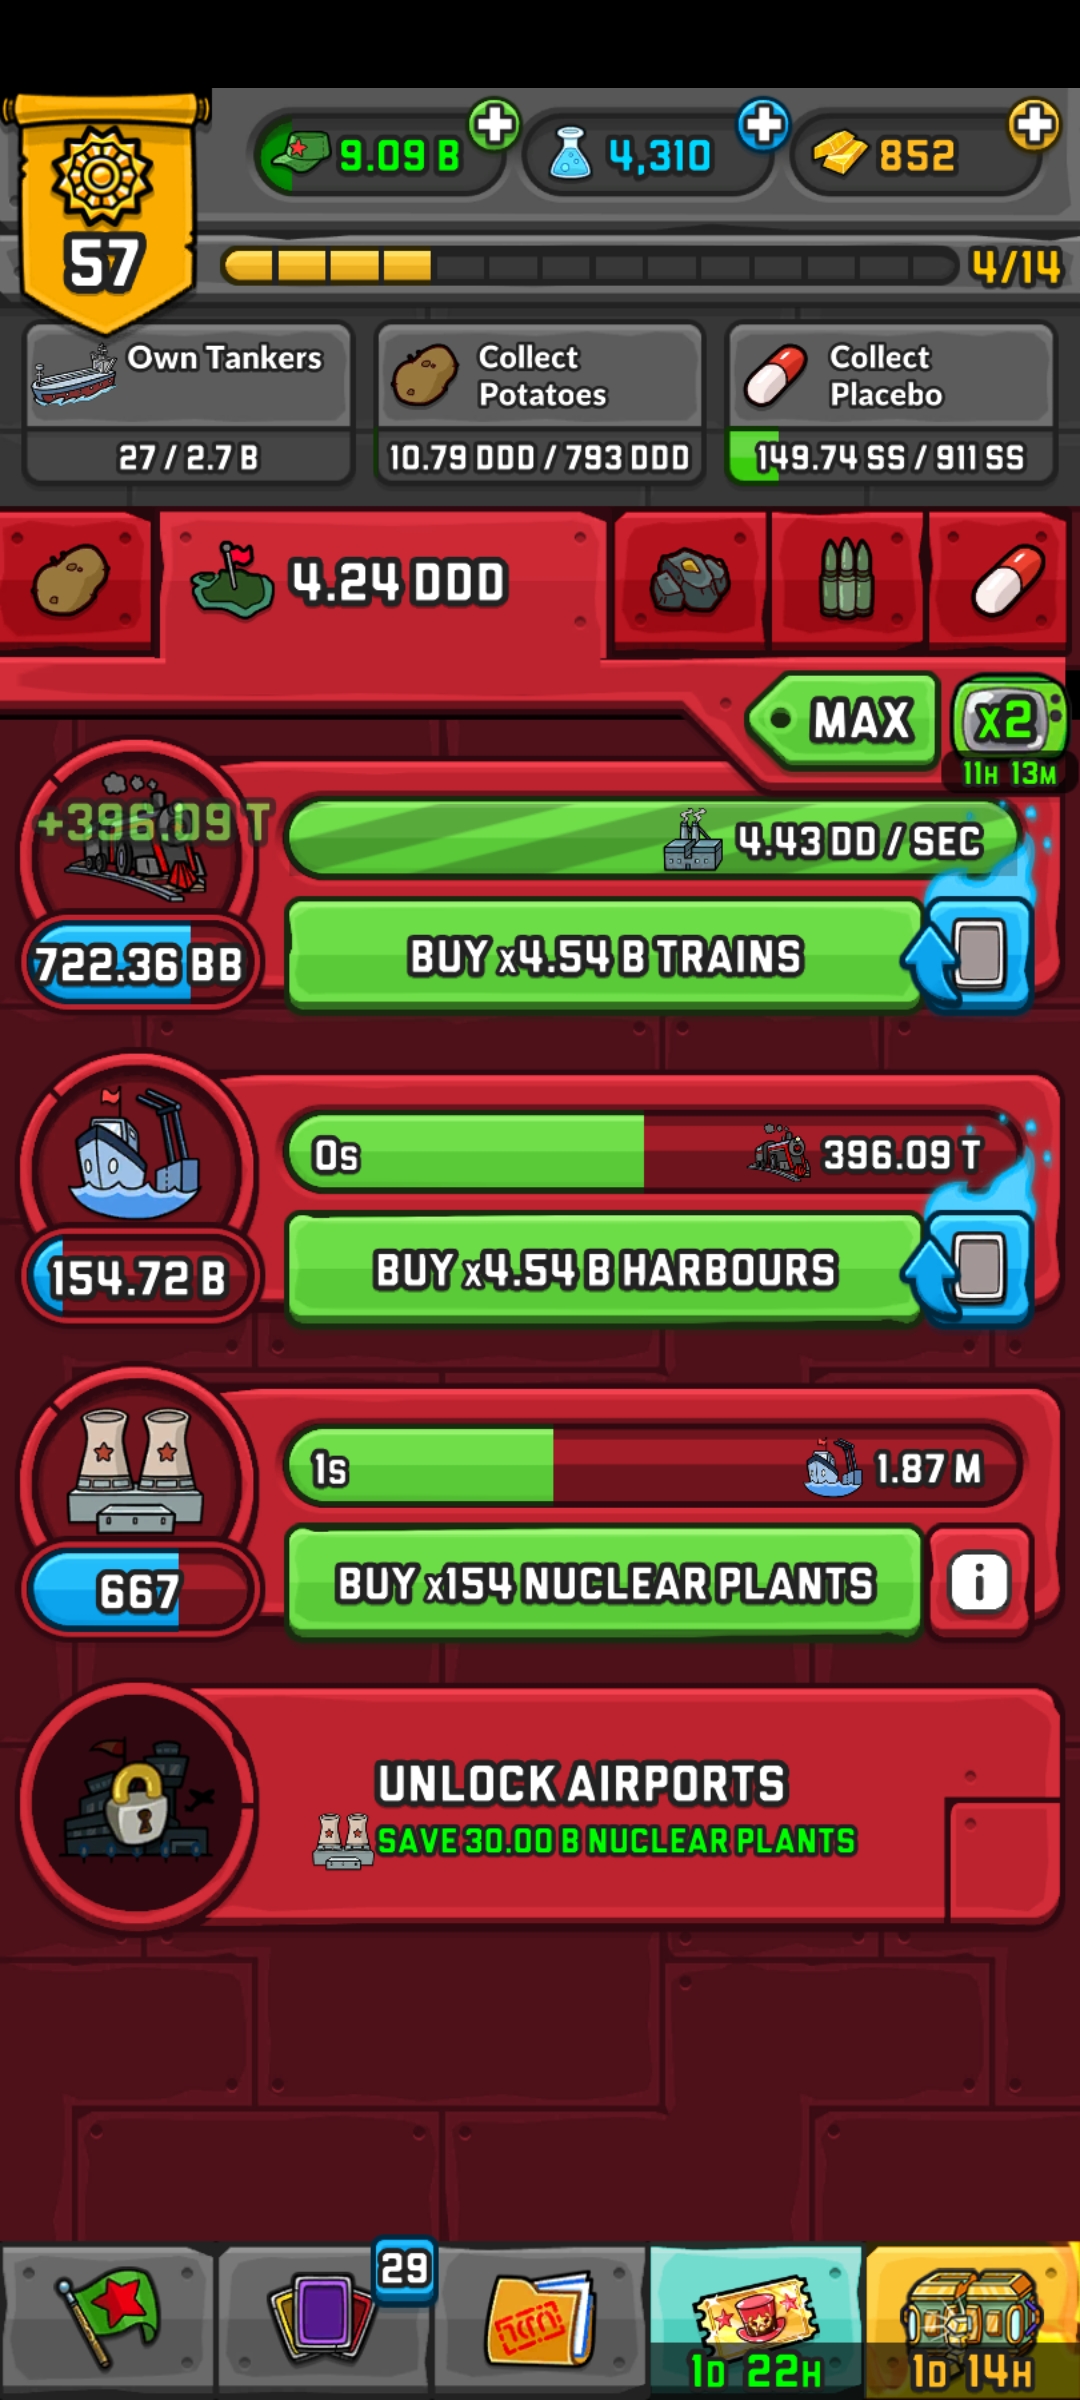 9.09 B
4,310
852
57
4/14
Own Tankers
27 / 2.7 B
Collect
Potatoes
10.79 DDD / 793 DDD
Collect
Placebo
149.74 SS / 911 SS
4.24 DDD
MAX
x2
11H 13M
+396.09 T
4.43 DD / SEC
722.36 BB
BUY x4.54 B TRAINS
0s
396.09 T
154.72 B
BUY x4.54 B HARBOURS
1s
1.87 M
667
BUY x154 NUCLEAR PLANTS
i
UNLOCK AIRPORTS
SAVE 30.00 B NUCLEAR PLANTS
29
1D 22H
1D 14H